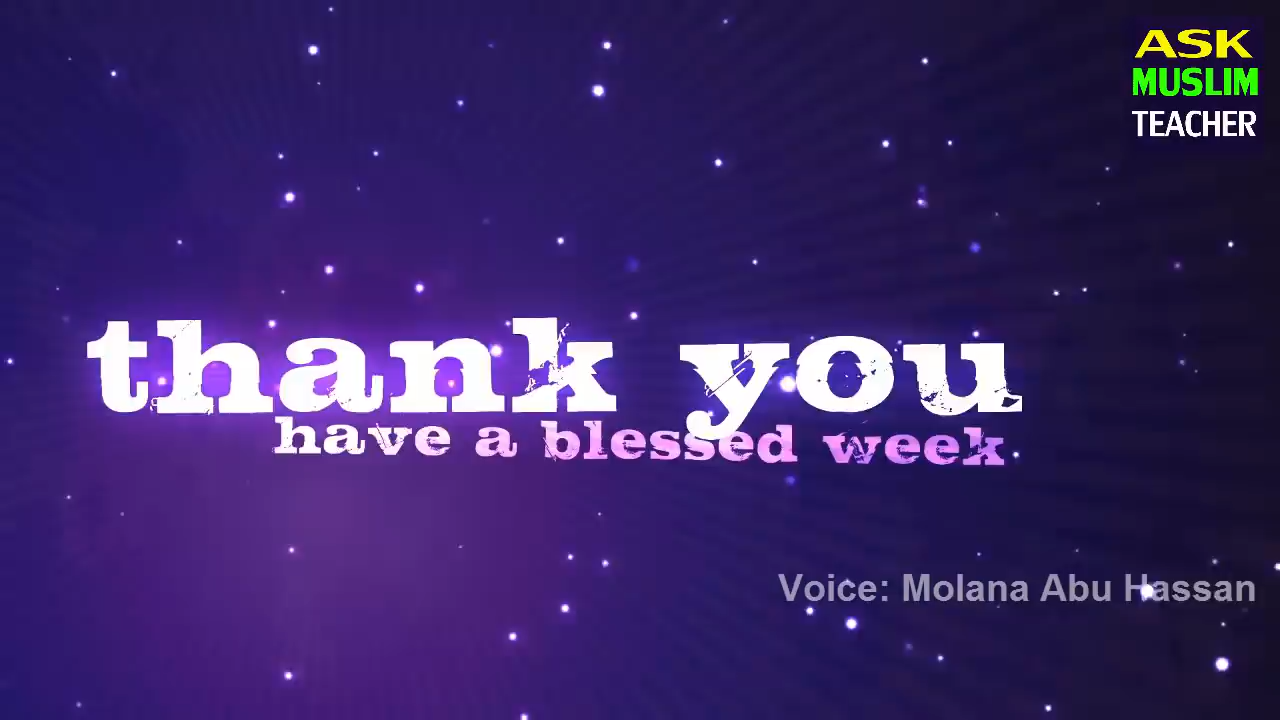 ASK
MUSLIM
TEACHER
thank you
have a blessed week
Voice: Molana Abu Hassan